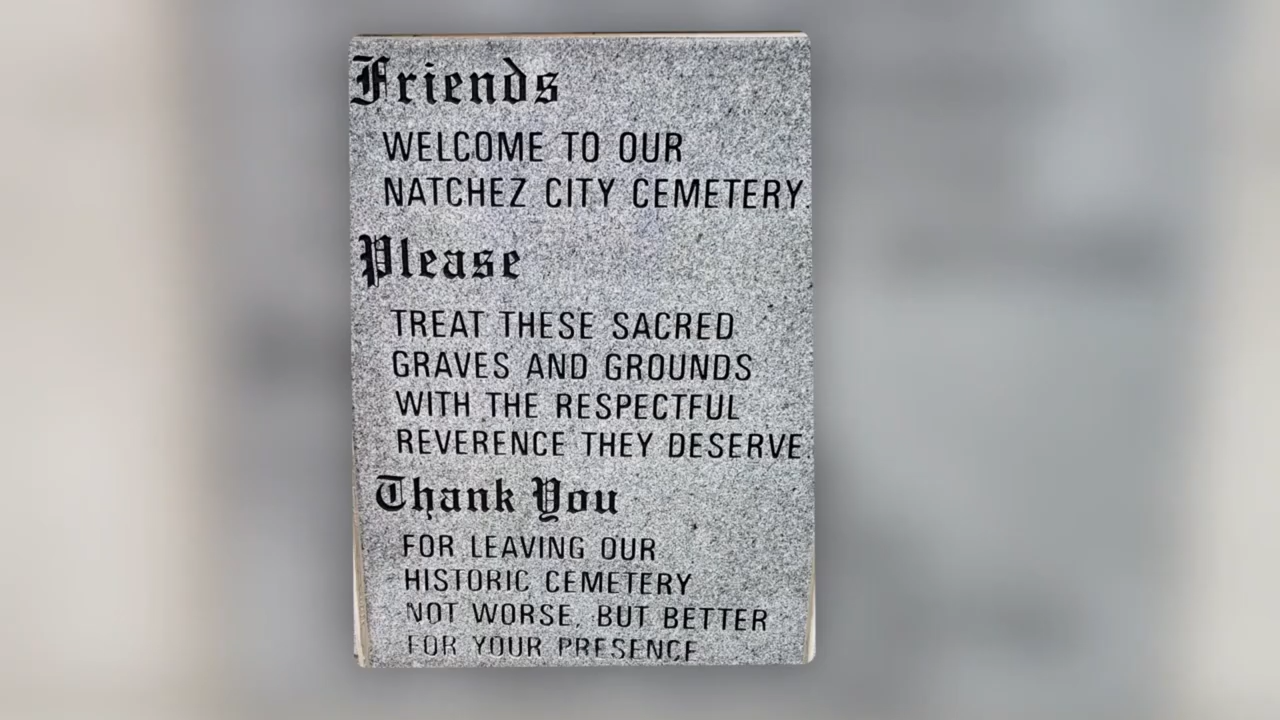 Friends
WELCOME TO OUR
NATCHEZ CITY CEMETERY.
Please
TREAT THESE SACRED
GRAVES AND GROUNDS
WITH THE RESPECTFUL
REVERENCE THEY DESERVE.
Thank You
FOR LEAVING OUR
HISTORIC CEMETERY
NOT WORSE, BUT BETTER
FOR YOUR PRESENCE